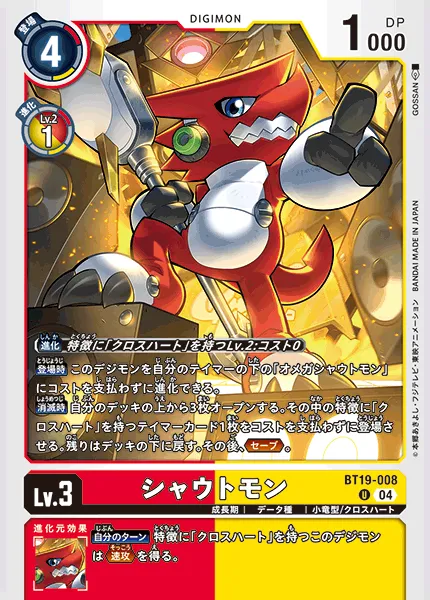 DIGIMON
登場
4
1000
DP
進化
Lv.2
1
GOSSAN
BANDAI MADE IN JAPAN
©本郷あきよし・フジテレビ・東映アニメーション
進化 特徴に「クロスハート」を持つLv.2:コスト0
登場時 このデジモンを自分のテイマーの下の「オメガシャウトモン」
にコストを支払わずに進化できる。
消滅時 自分のデッキの上から3枚オープンする。その中の特徴に「ク
ロスハート」を持つテイマーカード1枚をコストを支払わずに登場さ
せる。残りはデッキの下に戻す。その後、セーブ。
Lv.3
シャウトモン
BT19-008
U 04
成長期 | データ種 | 小竜型/クロスハート
進化元効果
自分のターン 特徴に「クロスハート」を持つこのデジモン
は 速攻 を得る。